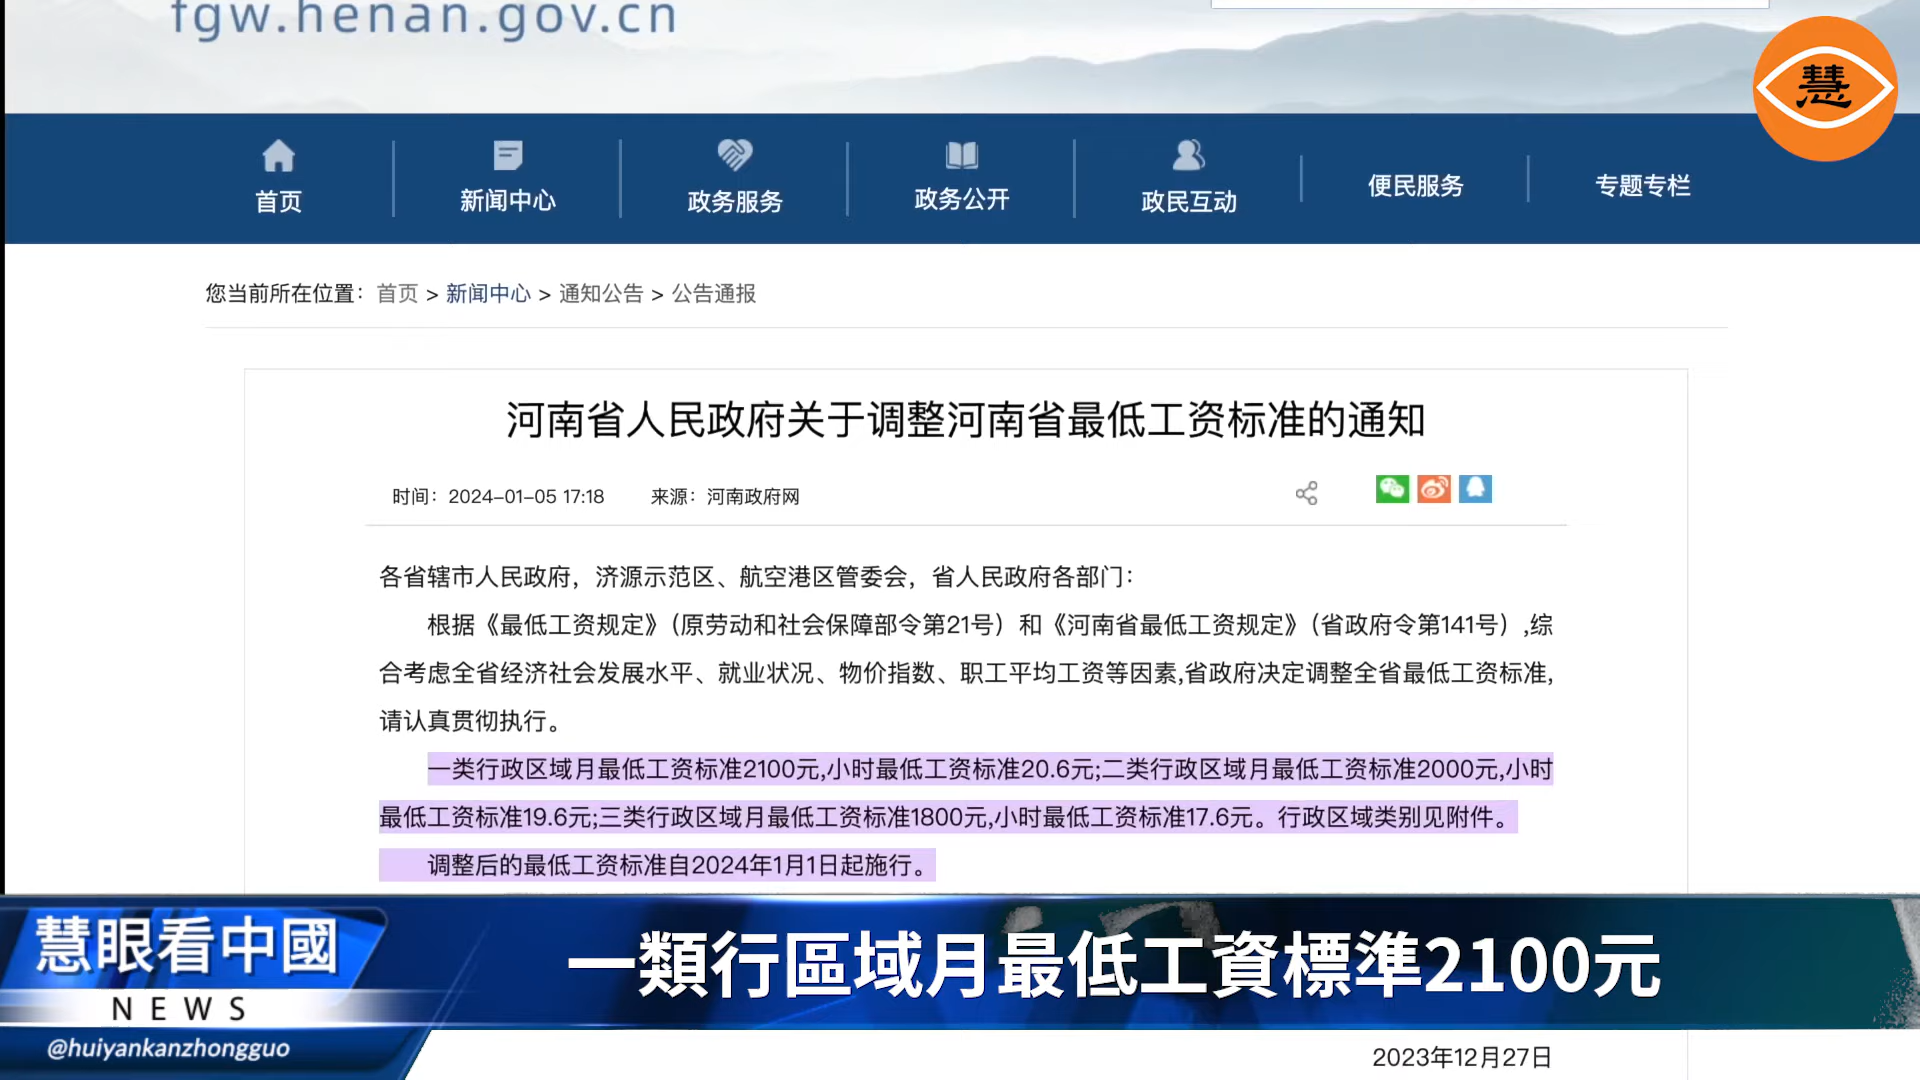 fgw.henan.gov.cn
慧
首页
新闻中心
政务服务
政务公开
政民互动
便民服务
专题专栏
您当前所在位置：首页 > 新闻中心 > 通知公告 > 公告通报
河南省人民政府关于调整河南省最低工资标准的通知
时间：2024-01-05 17:18 来源：河南政府网
各省辖市人民政府，济源示范区、航空港区管委会，省人民政府各部门：
根据《最低工资规定》（原劳动和社会保障部令第21号）和《河南省最低工资规定》（省政府令第141号）,综
合考虑全省经济社会发展水平、就业状况、物价指数、职工平均工资等因素,省政府决定调整全省最低工资标准,
请认真贯彻执行。
一类行政区域月最低工资标准2100元,小时最低工资标准20.6元;二类行政区域月最低工资标准2000元,小时
最低工资标准19.6元;三类行政区域月最低工资标准1800元,小时最低工资标准17.6元。行政区域类别见附件。
调整后的最低工资标准自2024年1月1日起施行。
慧眼看中國
NEWS
@huiyankanzhongguo
一類行區域月最低工資標準2100元
2023年12月27日